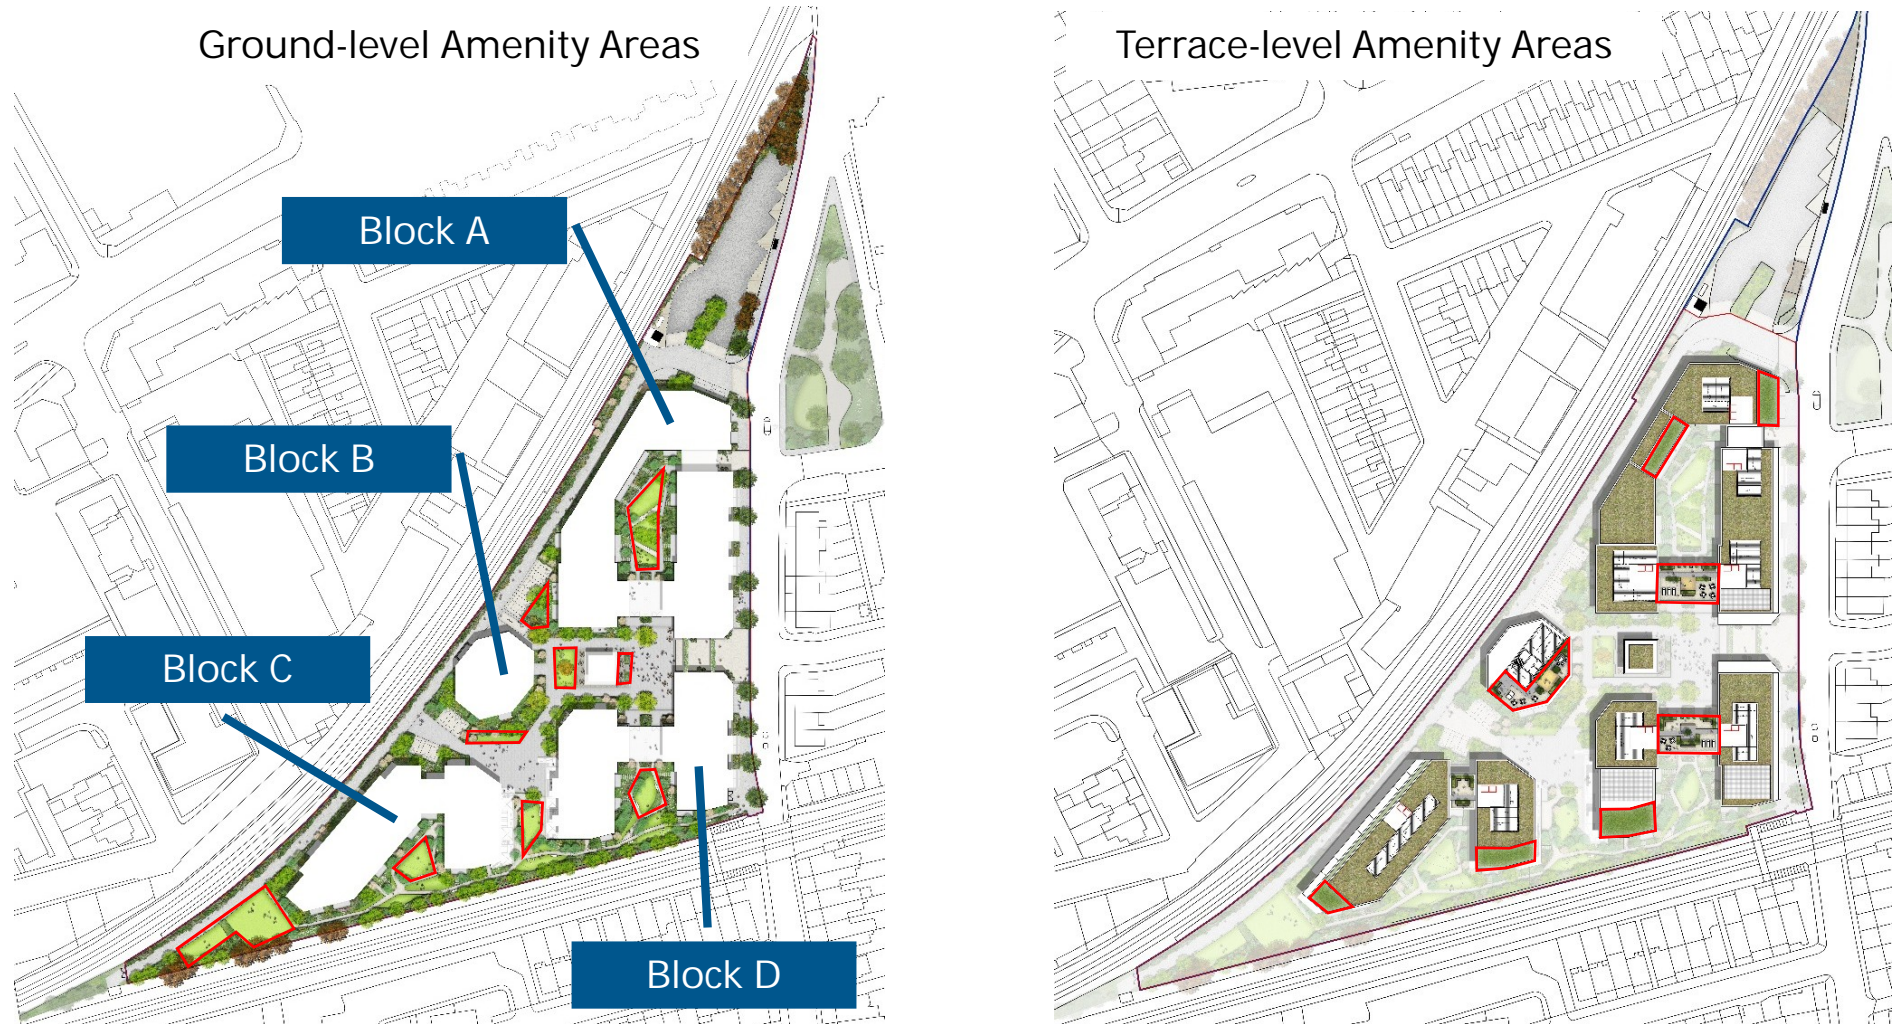 Ground-level Amenity Areas
Terrace-level Amenity Areas
Block A
Block B
Block C
Block D